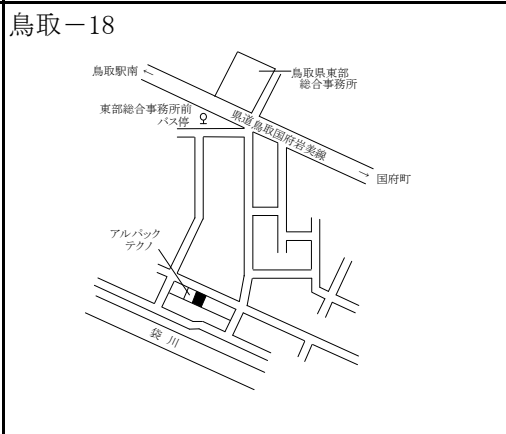 鳥取－18
鳥取駅南
←
鳥取県東部
総合事務所
東部総合事務所前
バス停
県道鳥取国府岩美線
→
国府町
アルパック
テクノ
袋川